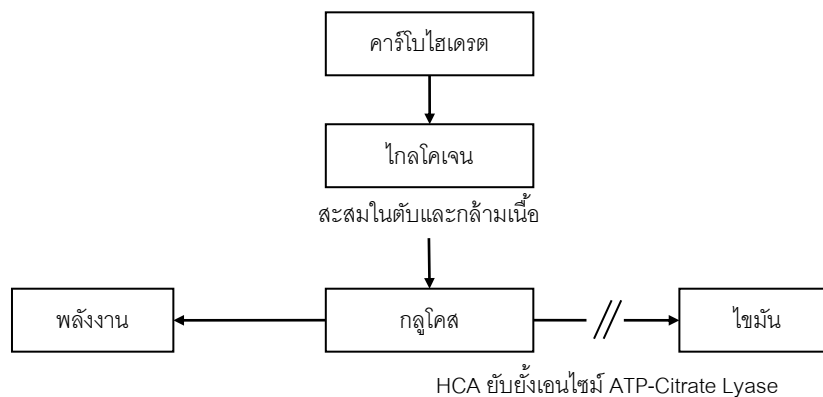 คาร์โบไฮเดรต
ไกลโคเจน
สะสมในตับและกล้ามเนื้อ
พลังงาน
กลูโคส
ไขมัน
HCA ยับยั้งเอนไซม์ ATP-Citrate Lyase